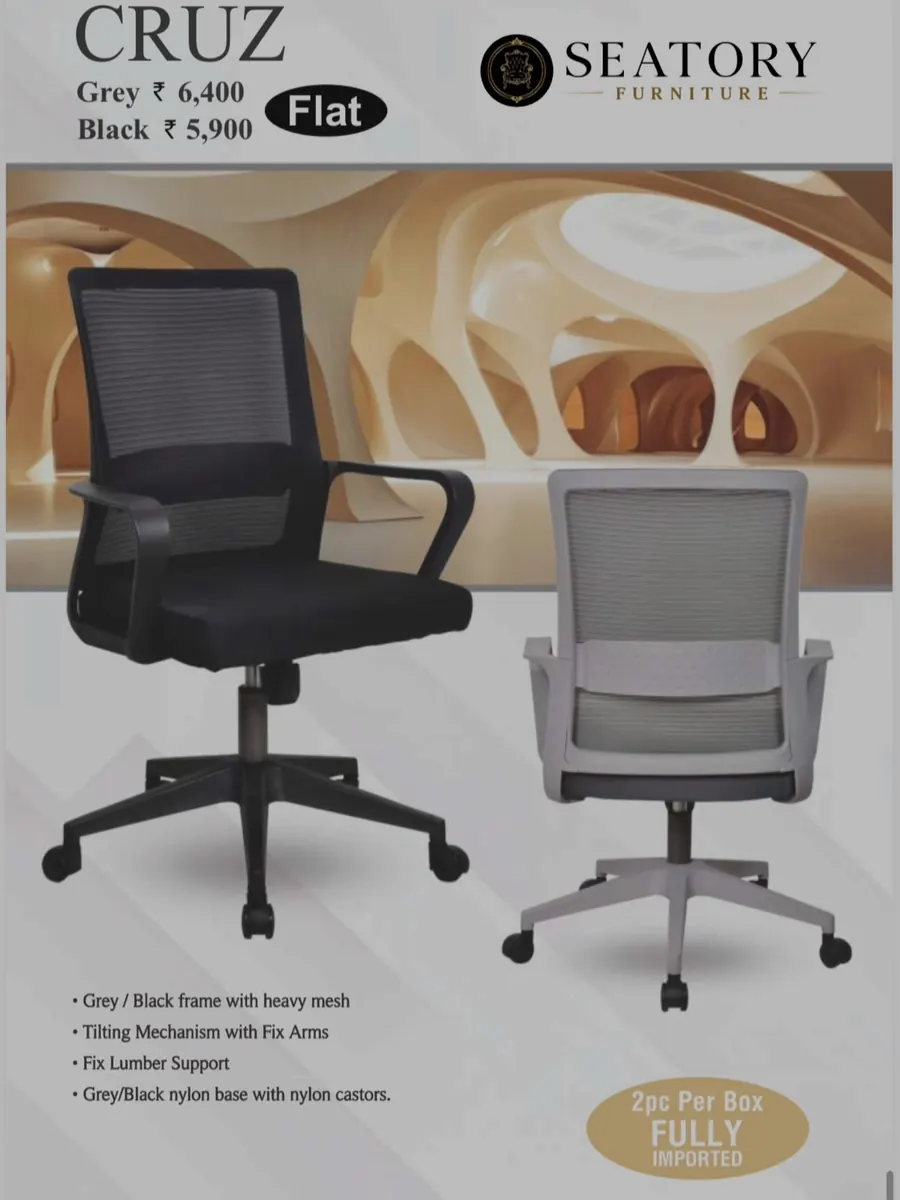 CRUZ
Grey ₹ 6,400
Black ₹ 5,900
Flat
SEATORY
FURNITURE
• Grey / Black frame with heavy mesh
• Tilting Mechanism with Fix Arms
• Fix Lumber Support
• Grey/Black nylon base with nylon castors.
2pc Per Box
FULLY
IMPORTED